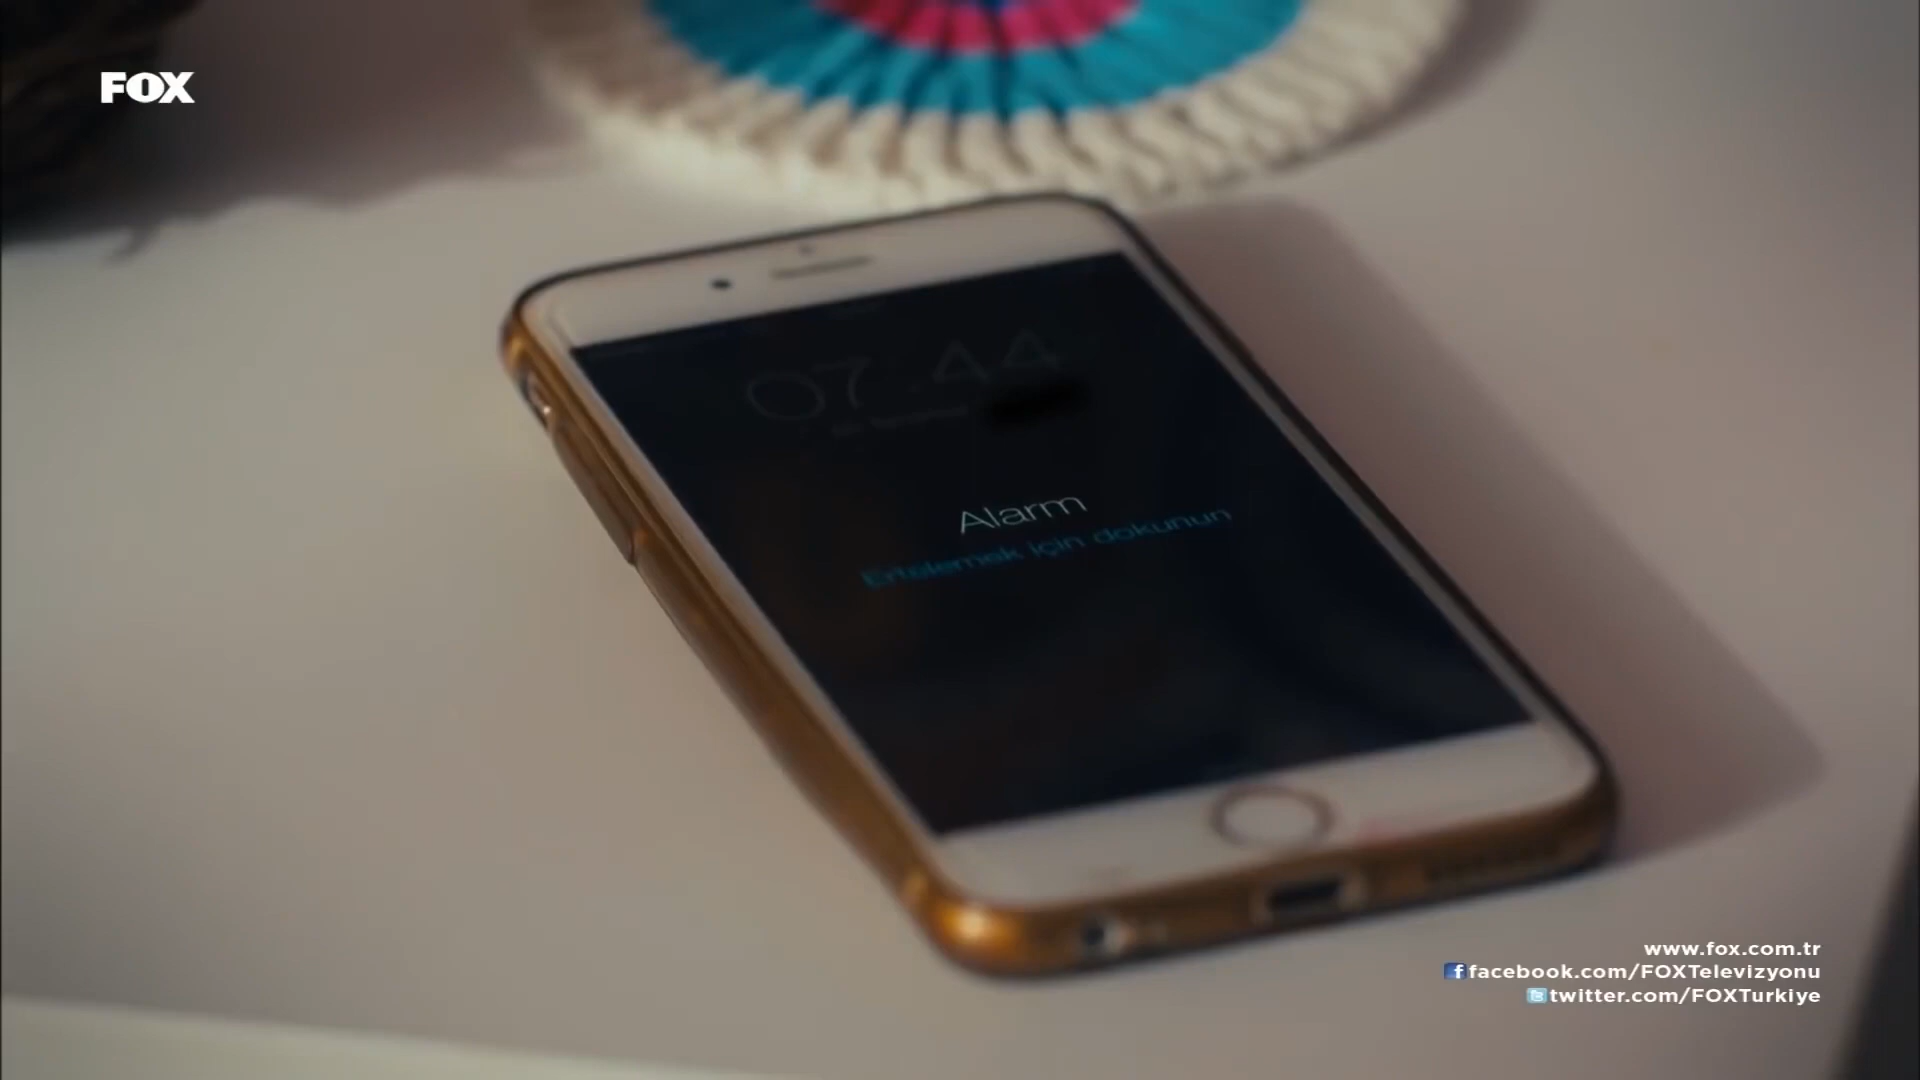 FOX
07:44
Alarm
Ertelemek için dokunun
www.fox.com.tr
facebook.com/FOXTelevizyonu
twitter.com/FOXTurkiye